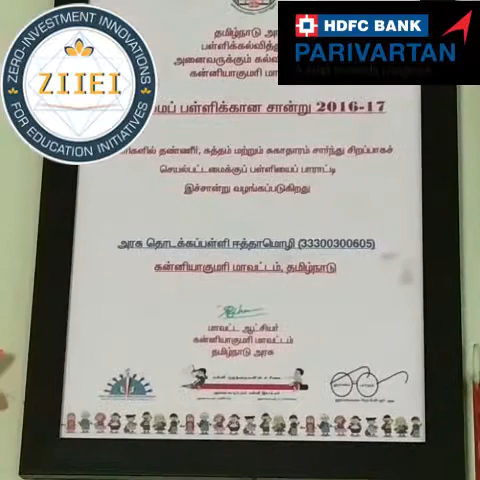 ZERO-INVESTMENT INNOVATIONS
ZIIEI
FOR EDUCATION INITIATIVES
HDFC BANK
PARIVARTAN
தமிழ்நாடு
பள்ளிக்கல்வித்
அனைவருக்கும்
கன்னியாகுமரி
பள்ளிக்கான சான்று 2016-17
தண்ணீர், சுத்தம் மற்றும் சுகாதாரம் சார்ந்து சிறப்பாகச்
செயல்பட்டமைக்குப் பள்ளியைப் பாராட்டி
இச்சான்று வழங்கப்படுகிறது
அரசு தொடக்கப்பள்ளி ஈத்தாமொழி (33300300605)
கன்னியாகுமரி மாவட்டம், தமிழ்நாடு
மாவட்ட ஆட்சியர்
கன்னியாகுமரி மாவட்டம்
தமிழ்நாடு அரசு